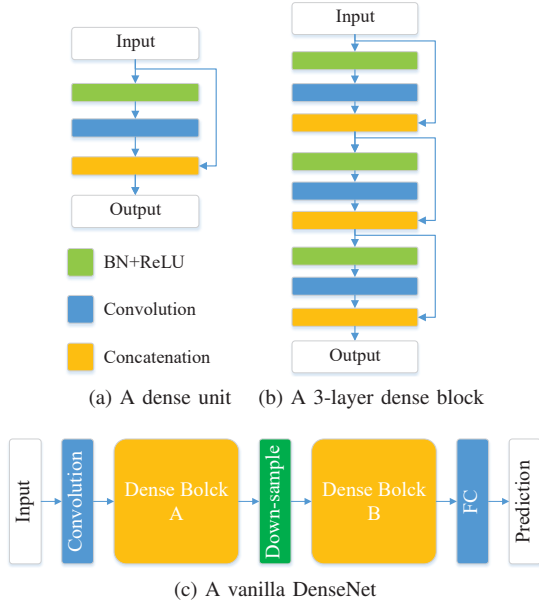 Input
Output
BN+ReLU
Convolution
Concatenation
(a) A dense unit
Input
Output
(b) A 3-layer dense block
Input
Convolution
Dense Bolck
A
Down-sample
Dense Bolck
B
FC
Prediction
(c) A vanilla DenseNet